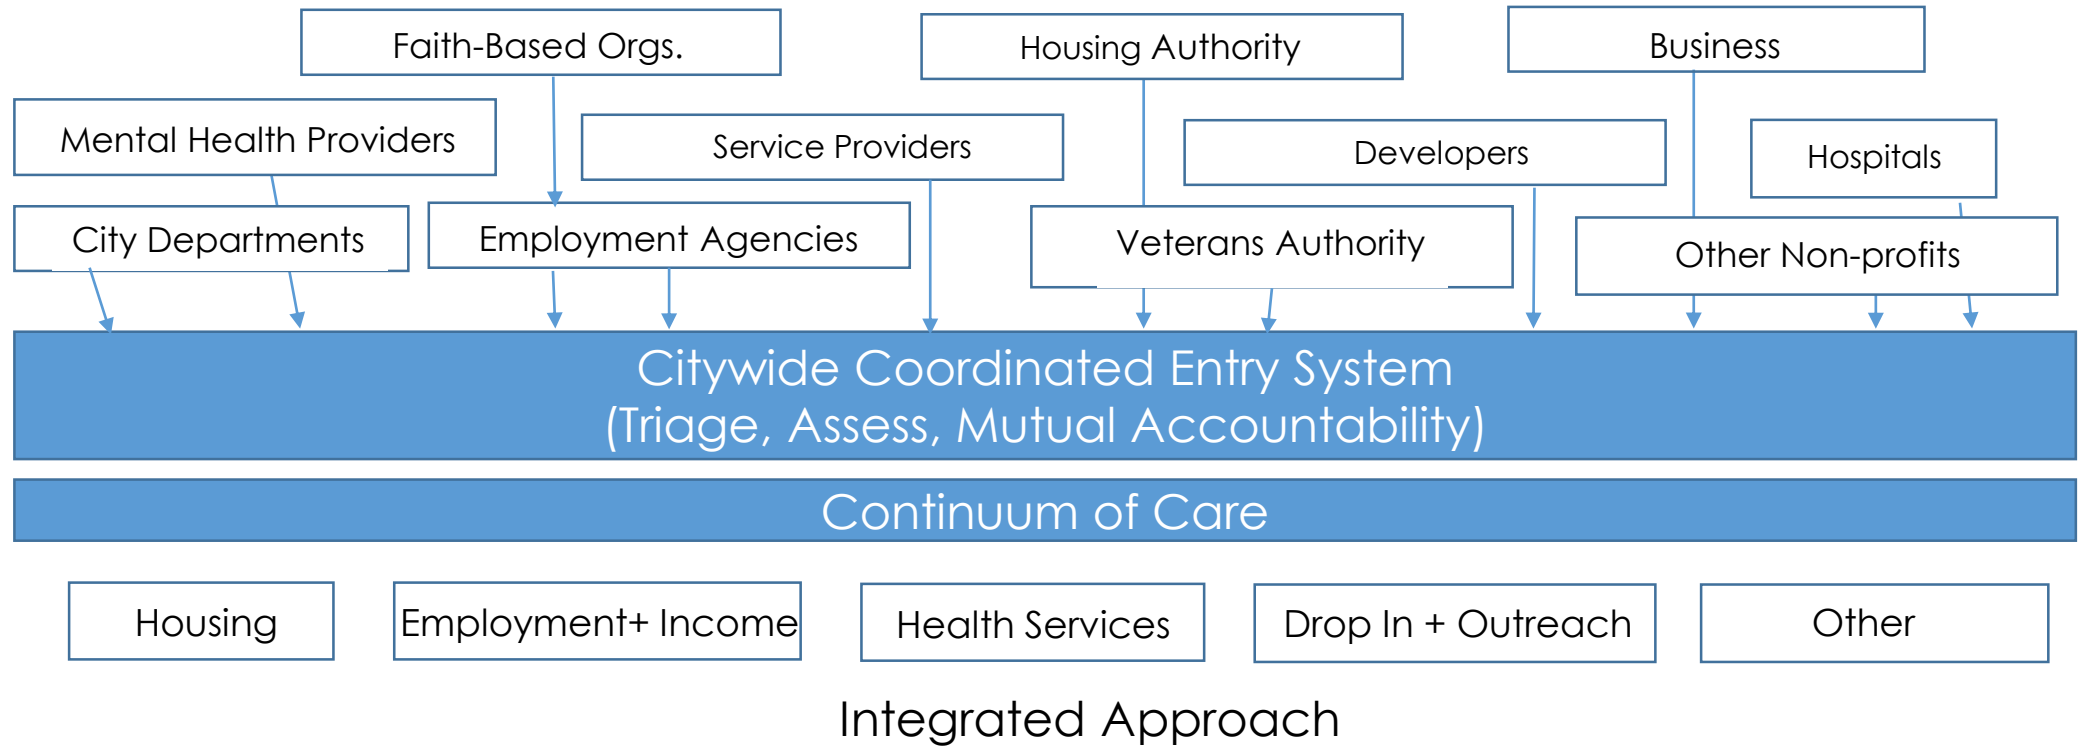 Faith-Based Orgs.
Housing Authority
Business
Mental Health Providers
Service Providers
Developers
Hospitals
City Departments
Employment Agencies
Veterans Authority
Other Non-profits
Citywide Coordinated Entry System
(Triage, Assess, Mutual Accountability)
Continuum of Care
Housing
Employment+ Income
Health Services
Drop In + Outreach
Other
Integrated Approach